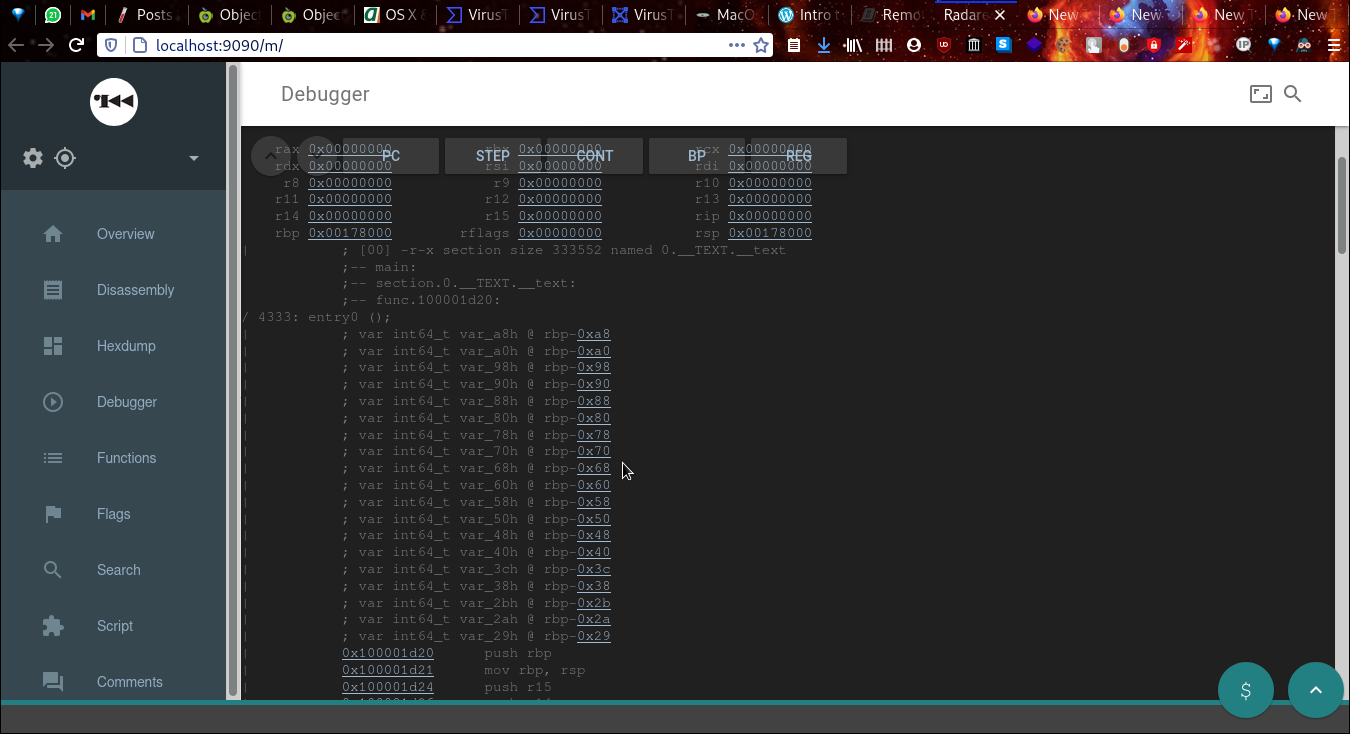 Posts
Object
Object
OS X &
VirusT
VirusT
VirusT
MacO
Intro t
Remo
Radare
New
New
New T
New
localhost:9090/m/
Debugger
PC STEP CONT BP REG
rax 0x00000000 rbx 0x00000000 rcx 0x00000000
rdx 0x00000000 rsi 0x00000000 rdi 0x00000000
r8 0x00000000 r9 0x00000000 r10 0x00000000
r11 0x00000000 r12 0x00000000 r13 0x00000000
r14 0x00000000 r15 0x00000000 rip 0x00000000
rbp 0x00178000 rflags 0x00000000 rsp 0x00178000
| ; [00] -r-x section size 333552 named 0.__TEXT.__text
;-- main:
;-- section.0.__TEXT.__text:
;-- func.100001d20:
/ 4333: entry0 ();
| ; var int64_t var_a8h @ rbp-0xa8
| ; var int64_t var_a0h @ rbp-0xa0
| ; var int64_t var_98h @ rbp-0x98
| ; var int64_t var_90h @ rbp-0x90
| ; var int64_t var_88h @ rbp-0x88
| ; var int64_t var_80h @ rbp-0x80
| ; var int64_t var_78h @ rbp-0x78
| ; var int64_t var_70h @ rbp-0x70
| ; var int64_t var_68h @ rbp-0x68
| ; var int64_t var_60h @ rbp-0x60
| ; var int64_t var_58h @ rbp-0x58
| ; var int64_t var_50h @ rbp-0x50
| ; var int64_t var_48h @ rbp-0x48
| ; var int64_t var_40h @ rbp-0x40
| ; var int64_t var_3ch @ rbp-0x3c
| ; var int64_t var_38h @ rbp-0x38
| ; var int64_t var_2bh @ rbp-0x2b
| ; var int64_t var_2ah @ rbp-0x2a
| ; var int64_t var_29h @ rbp-0x29
| 0x100001d20 push rbp
| 0x100001d21 mov rbp, rsp
| 0x100001d24 push r15
Overview
Disassembly
Hexdump
Debugger
Functions
Flags
Search
Script
Comments
$